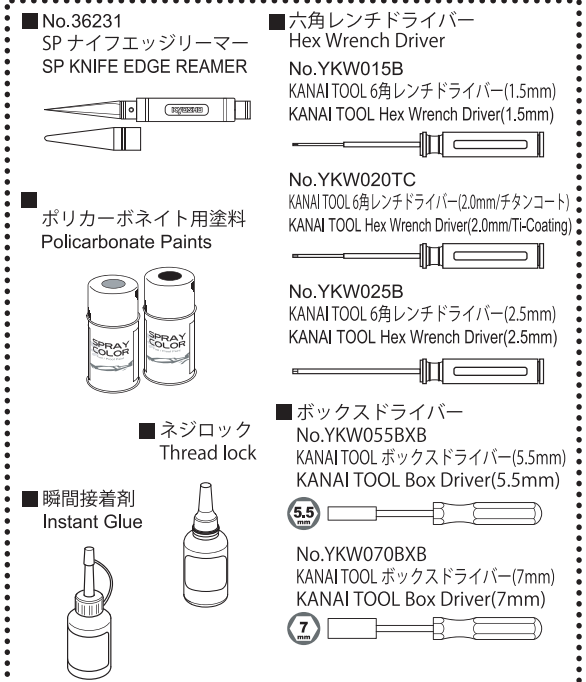 ■No.36231
SP ナイフエッジリーマー
SP KNIFE EDGE REAMER
KYOSHO
■
ポリカーボネイト用塗料
Policarbonate Paints
SPRAY
COLOR
SPRAY
COLOR
■ネジロック
Thread lock
■瞬間接着剤
Instant Glue
■六角レンチドライバー
Hex Wrench Driver
No.YKW015B
KANAI TOOL 6角レンチドライバー(1.5mm)
KANAI TOOL Hex Wrench Driver(1.5mm)
No.YKW020TC
KANAI TOOL 6角レンチドライバー(2.0mm/チタンコート)
KANAI TOOL Hex Wrench Driver(2.0mm/Ti-Coating)
No.YKW025B
KANAI TOOL 6角レンチドライバー(2.5mm)
KANAI TOOL Hex Wrench Driver(2.5mm)
■ボックスドライバー
No.YKW055BXB
KANAI TOOL ボックスドライバー(5.5mm)
KANAI TOOL Box Driver(5.5mm)
5.5
mm
No.YKW070BXB
KANAI TOOL ボックスドライバー(7mm)
KANAI TOOL Box Driver(7mm)
7
mm